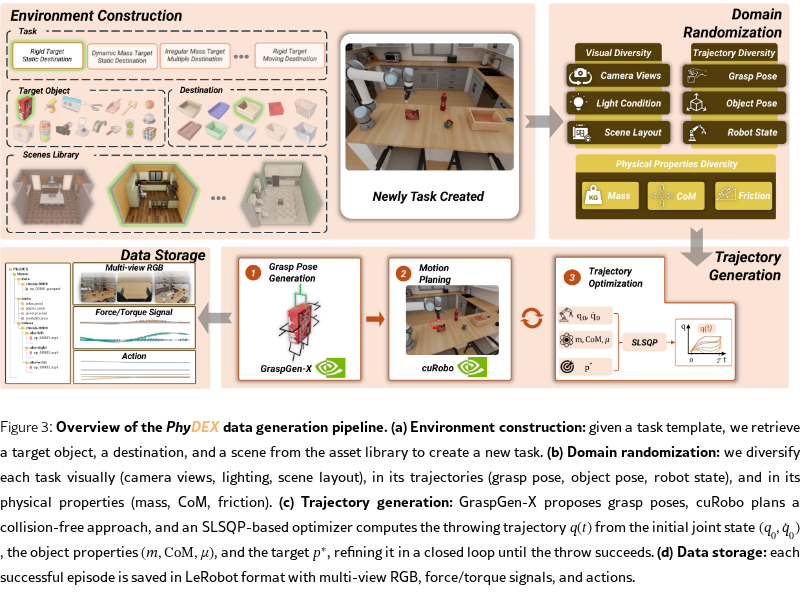 Environment Construction
Task
Rigid Target
Static Destination
Dynamic Mass Target
Static Destination
Irregular Mass Target
Multiple Destination
Rigid Target
Moving Destination
Target Object
Destination
Scenes Library
Newly Task Created
Domain
Randomization
Visual Diversity
Camera Views
Light Condition
Scene Layout
Trajectory Diversity
Grasp Pose
Object Pose
Robot State
Physical Properties Diversity
KG
Mass
CoM
Friction
Data Storage
Multi-view RGB
Force/Torque Signal
Action
1
Grasp Pose
Generation
GraspGen-X
2
Motion
Planing
cuRobo
Trajectory
Generation
3
Trajectory
Optimization
q₀, q̇₀
m, CoM, μ
p*
SLSQP
q
q(t)
t
Figure 3: Overview of the PhyDEX data generation pipeline. (a) Environment construction: given a task template, we retrieve
a target object, a destination, and a scene from the asset library to create a new task. (b) Domain randomization: we diversify
each task visually (camera views, lighting, scene layout), in its trajectories (grasp pose, object pose, robot state), and in its
physical properties (mass, CoM, friction). (c) Trajectory generation: GraspGen-X proposes grasp poses, cuRobo plans a
collision-free approach, and an SLSQP-based optimizer computes the throwing trajectory q(t) from the initial joint state (q₀, q̇₀)
, the object properties (m, CoM, μ), and the target p*, refining it in a closed loop until the throw succeeds. (d) Data storage: each
successful episode is saved in LeRobot format with multi-view RGB, force/torque signals, and actions.